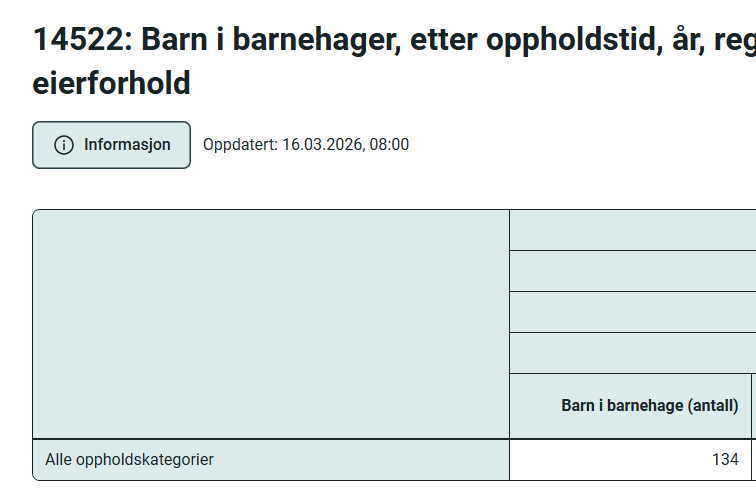 14522: Barn i barnehager, etter oppholdstid, år, reg
eierforhold
Informasjon
Oppdatert: 16.03.2026, 08:00
Barn i barnehage (antall)
Alle oppholdskategorier
134